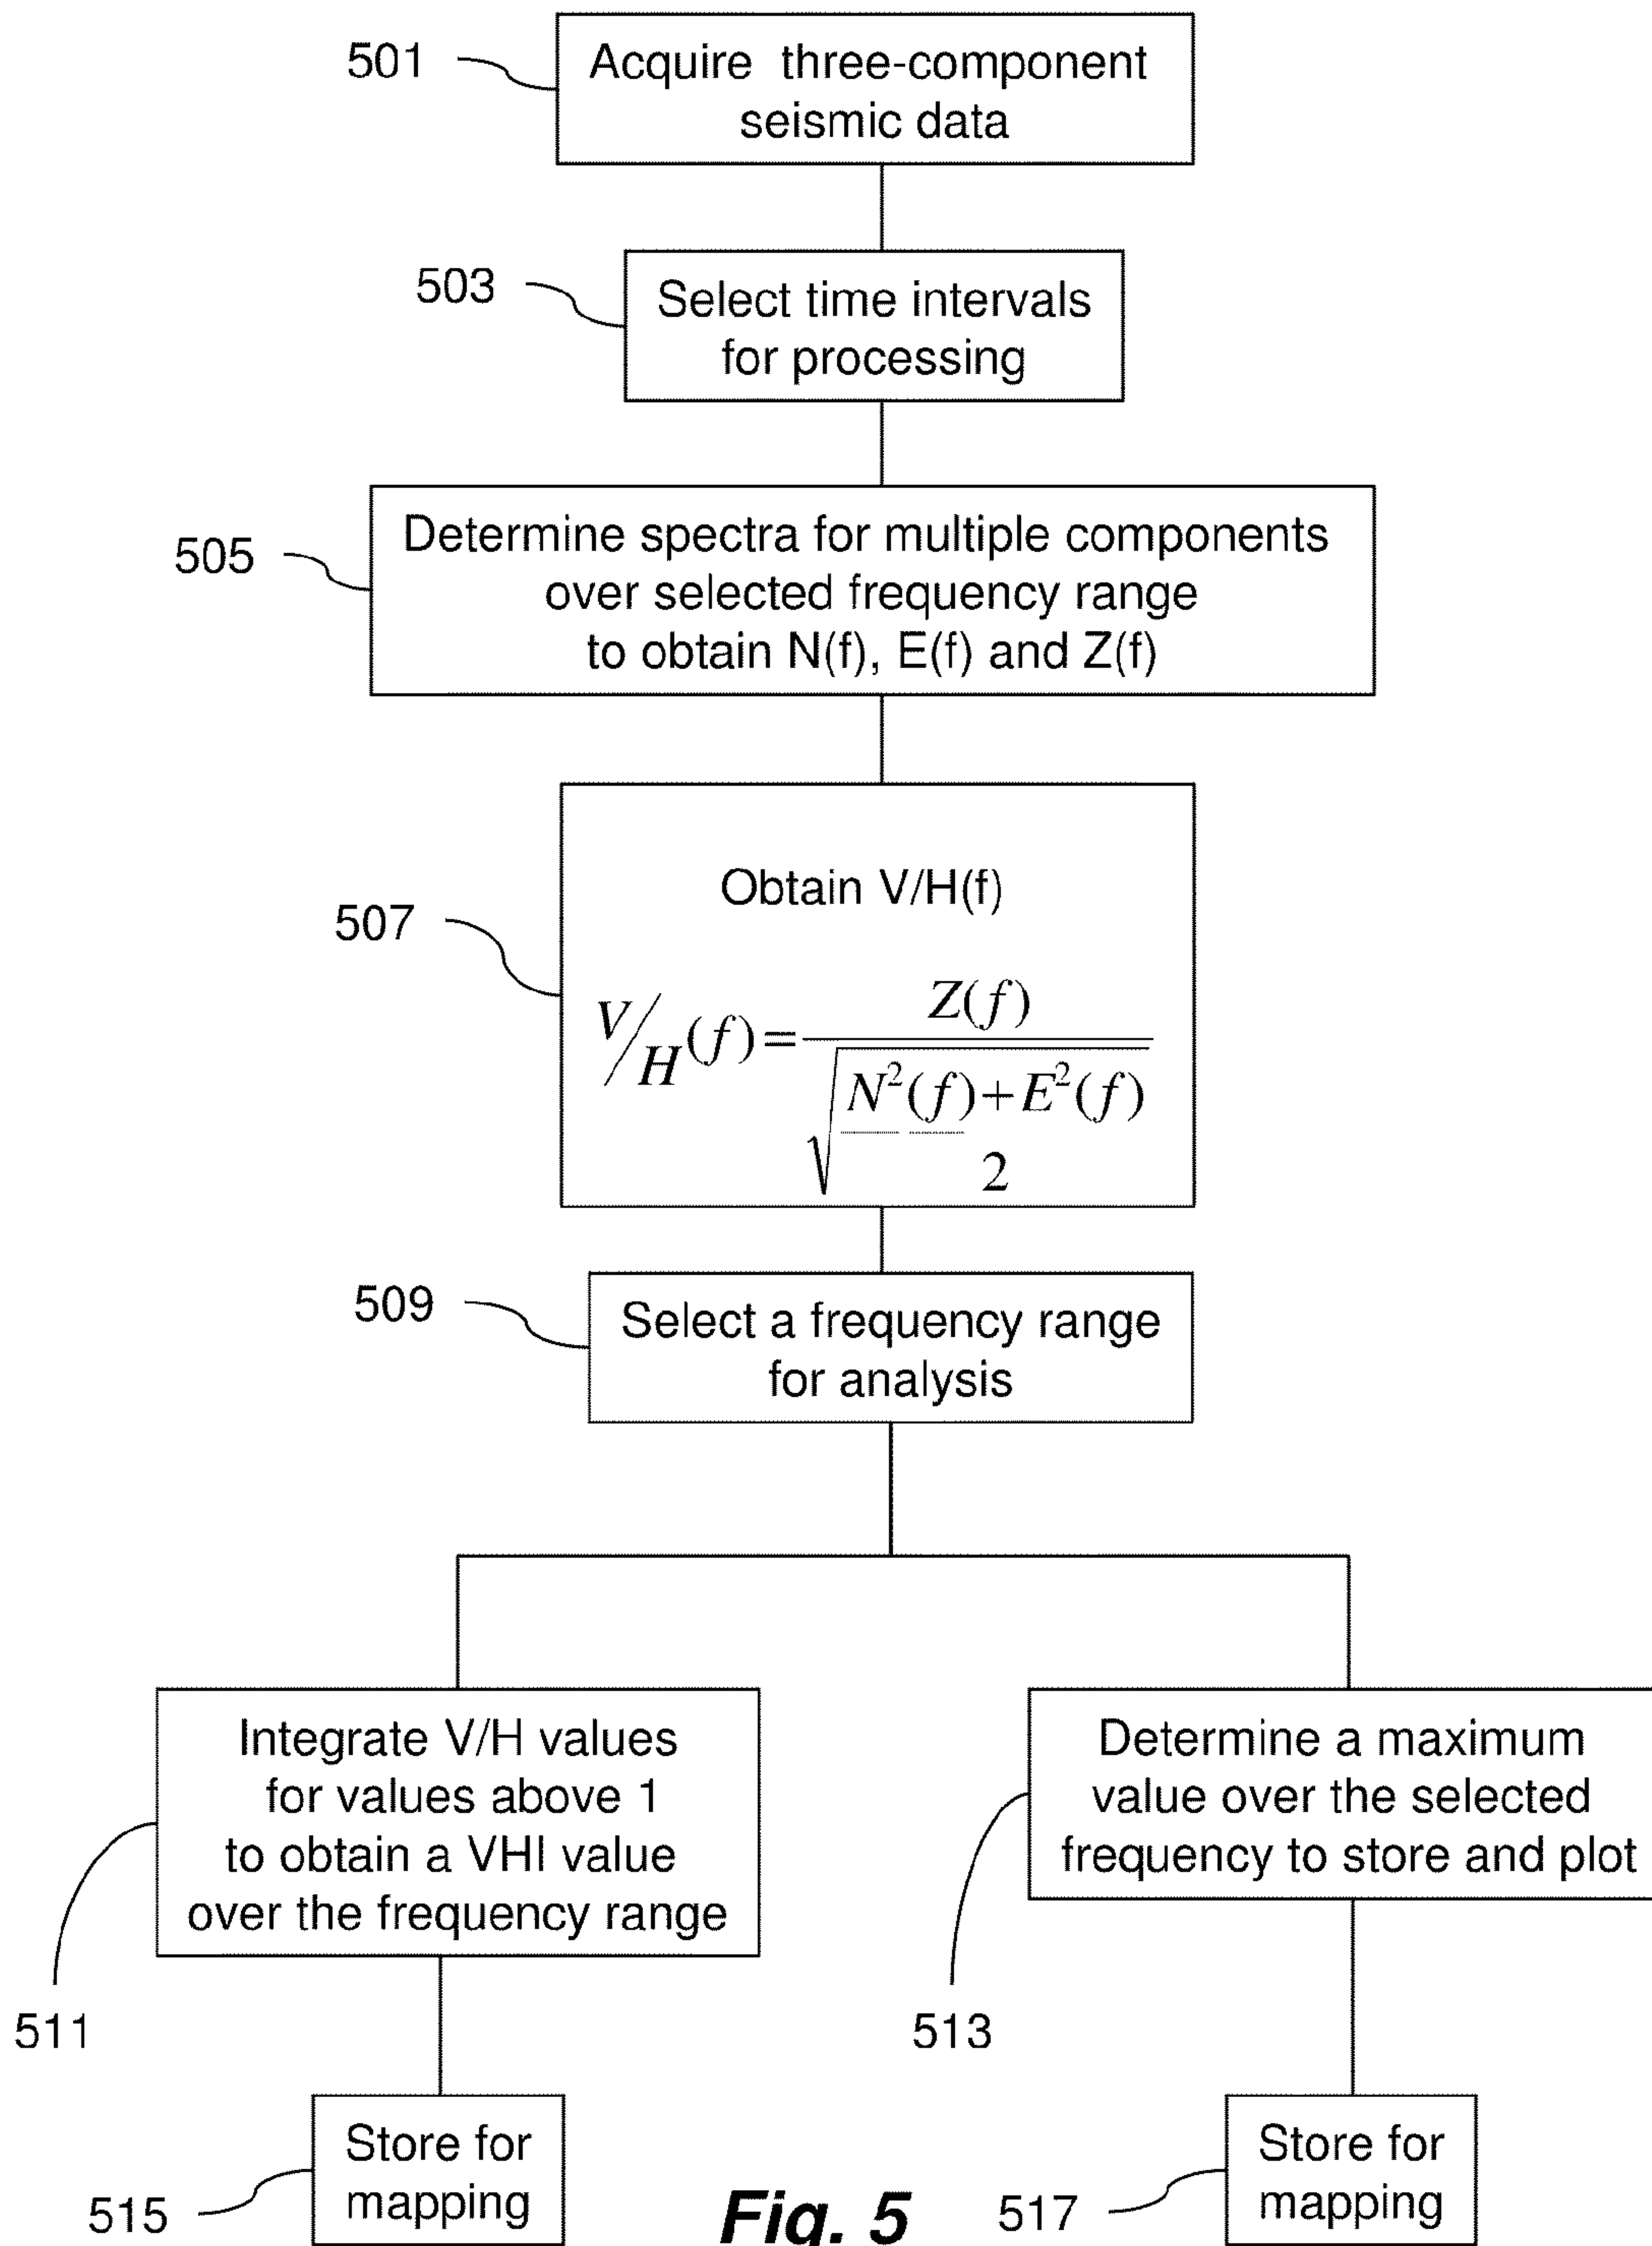 501
Acquire three-component
seismic data
503
Select time intervals
for processing
505
Determine spectra for multiple components
over selected frequency range
to obtain N(f), E(f) and Z(f)
507
Obtain V/H(f)
V/H(f)=Z(f)/√(N²(f)+E²(f)/2)
509
Select a frequency range
for analysis
Integrate V/H values
for values above 1
to obtain a VHI value
over the frequency range
511
Determine a maximum
value over the selected
frequency to store and plot
513
Store for
mapping
515
Store for
mapping
517
Fig. 5